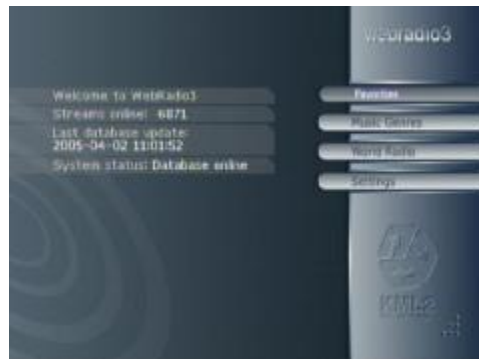 webradio3
Welcome to WebRadio3
Streams online: 6871
Last database update:
2005-04-02 11:01:52
System status: Database online
Favorites
Music Genres
World Radio
Settings
KML2